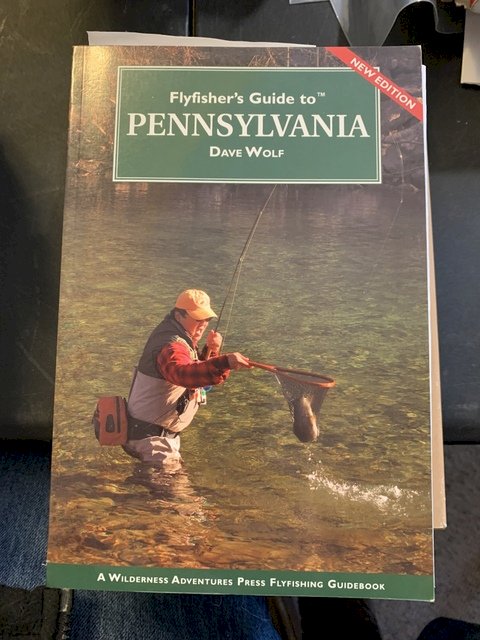 NEW EDITION
Flyfisher's Guide to™
PENNSYLVANIA
DAVE WOLF
A WILDERNESS ADVENTURES PRESS FLYFISHING GUIDEBOOK